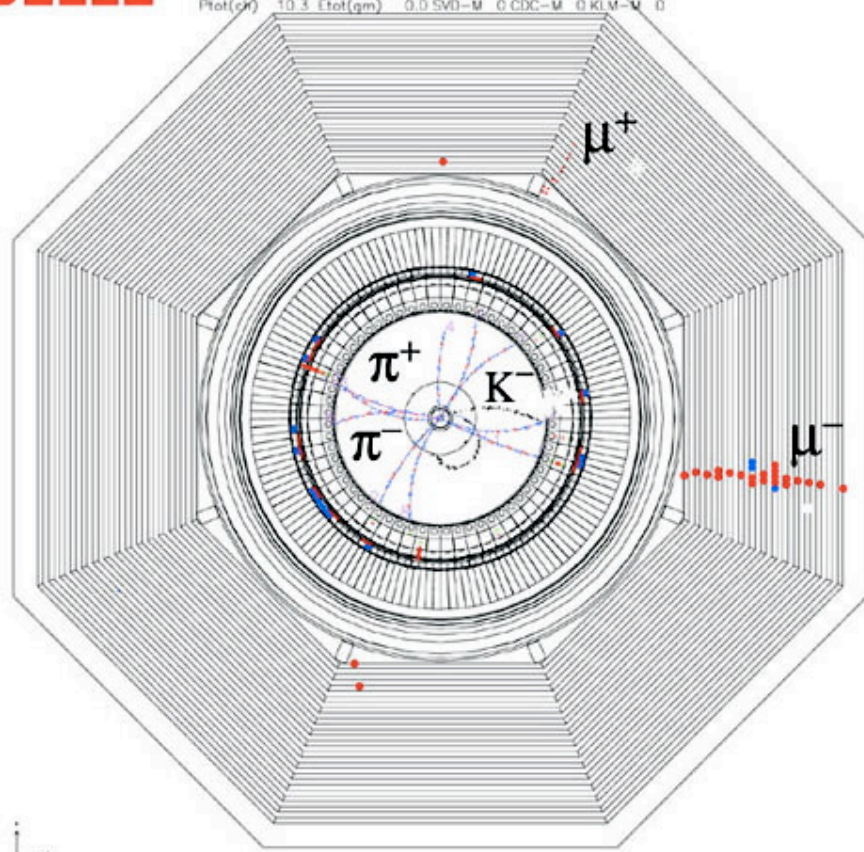 Ptot(ch) 10.3 Etot(gm) 0.0 SVD-M 0 CDC-M 0 KLM-M 0
μ⁺
π⁺
K⁻
π⁻
μ⁻